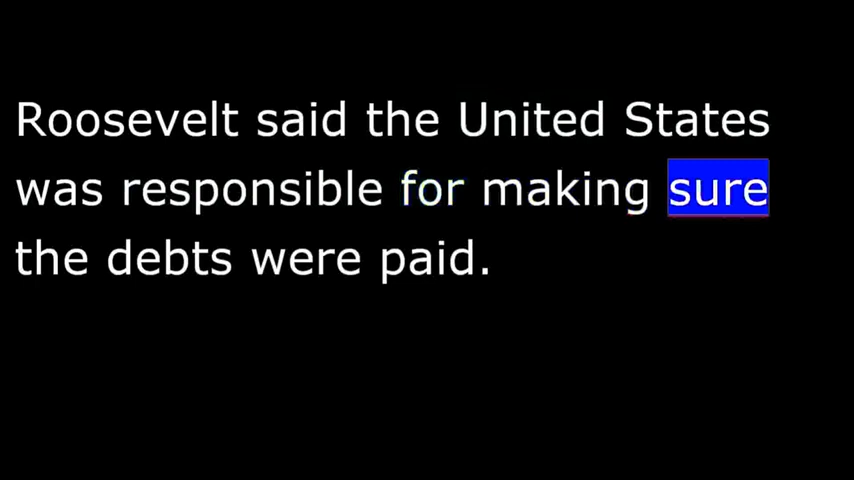 Roosevelt said the United States
was responsible for making sure
the debts were paid.